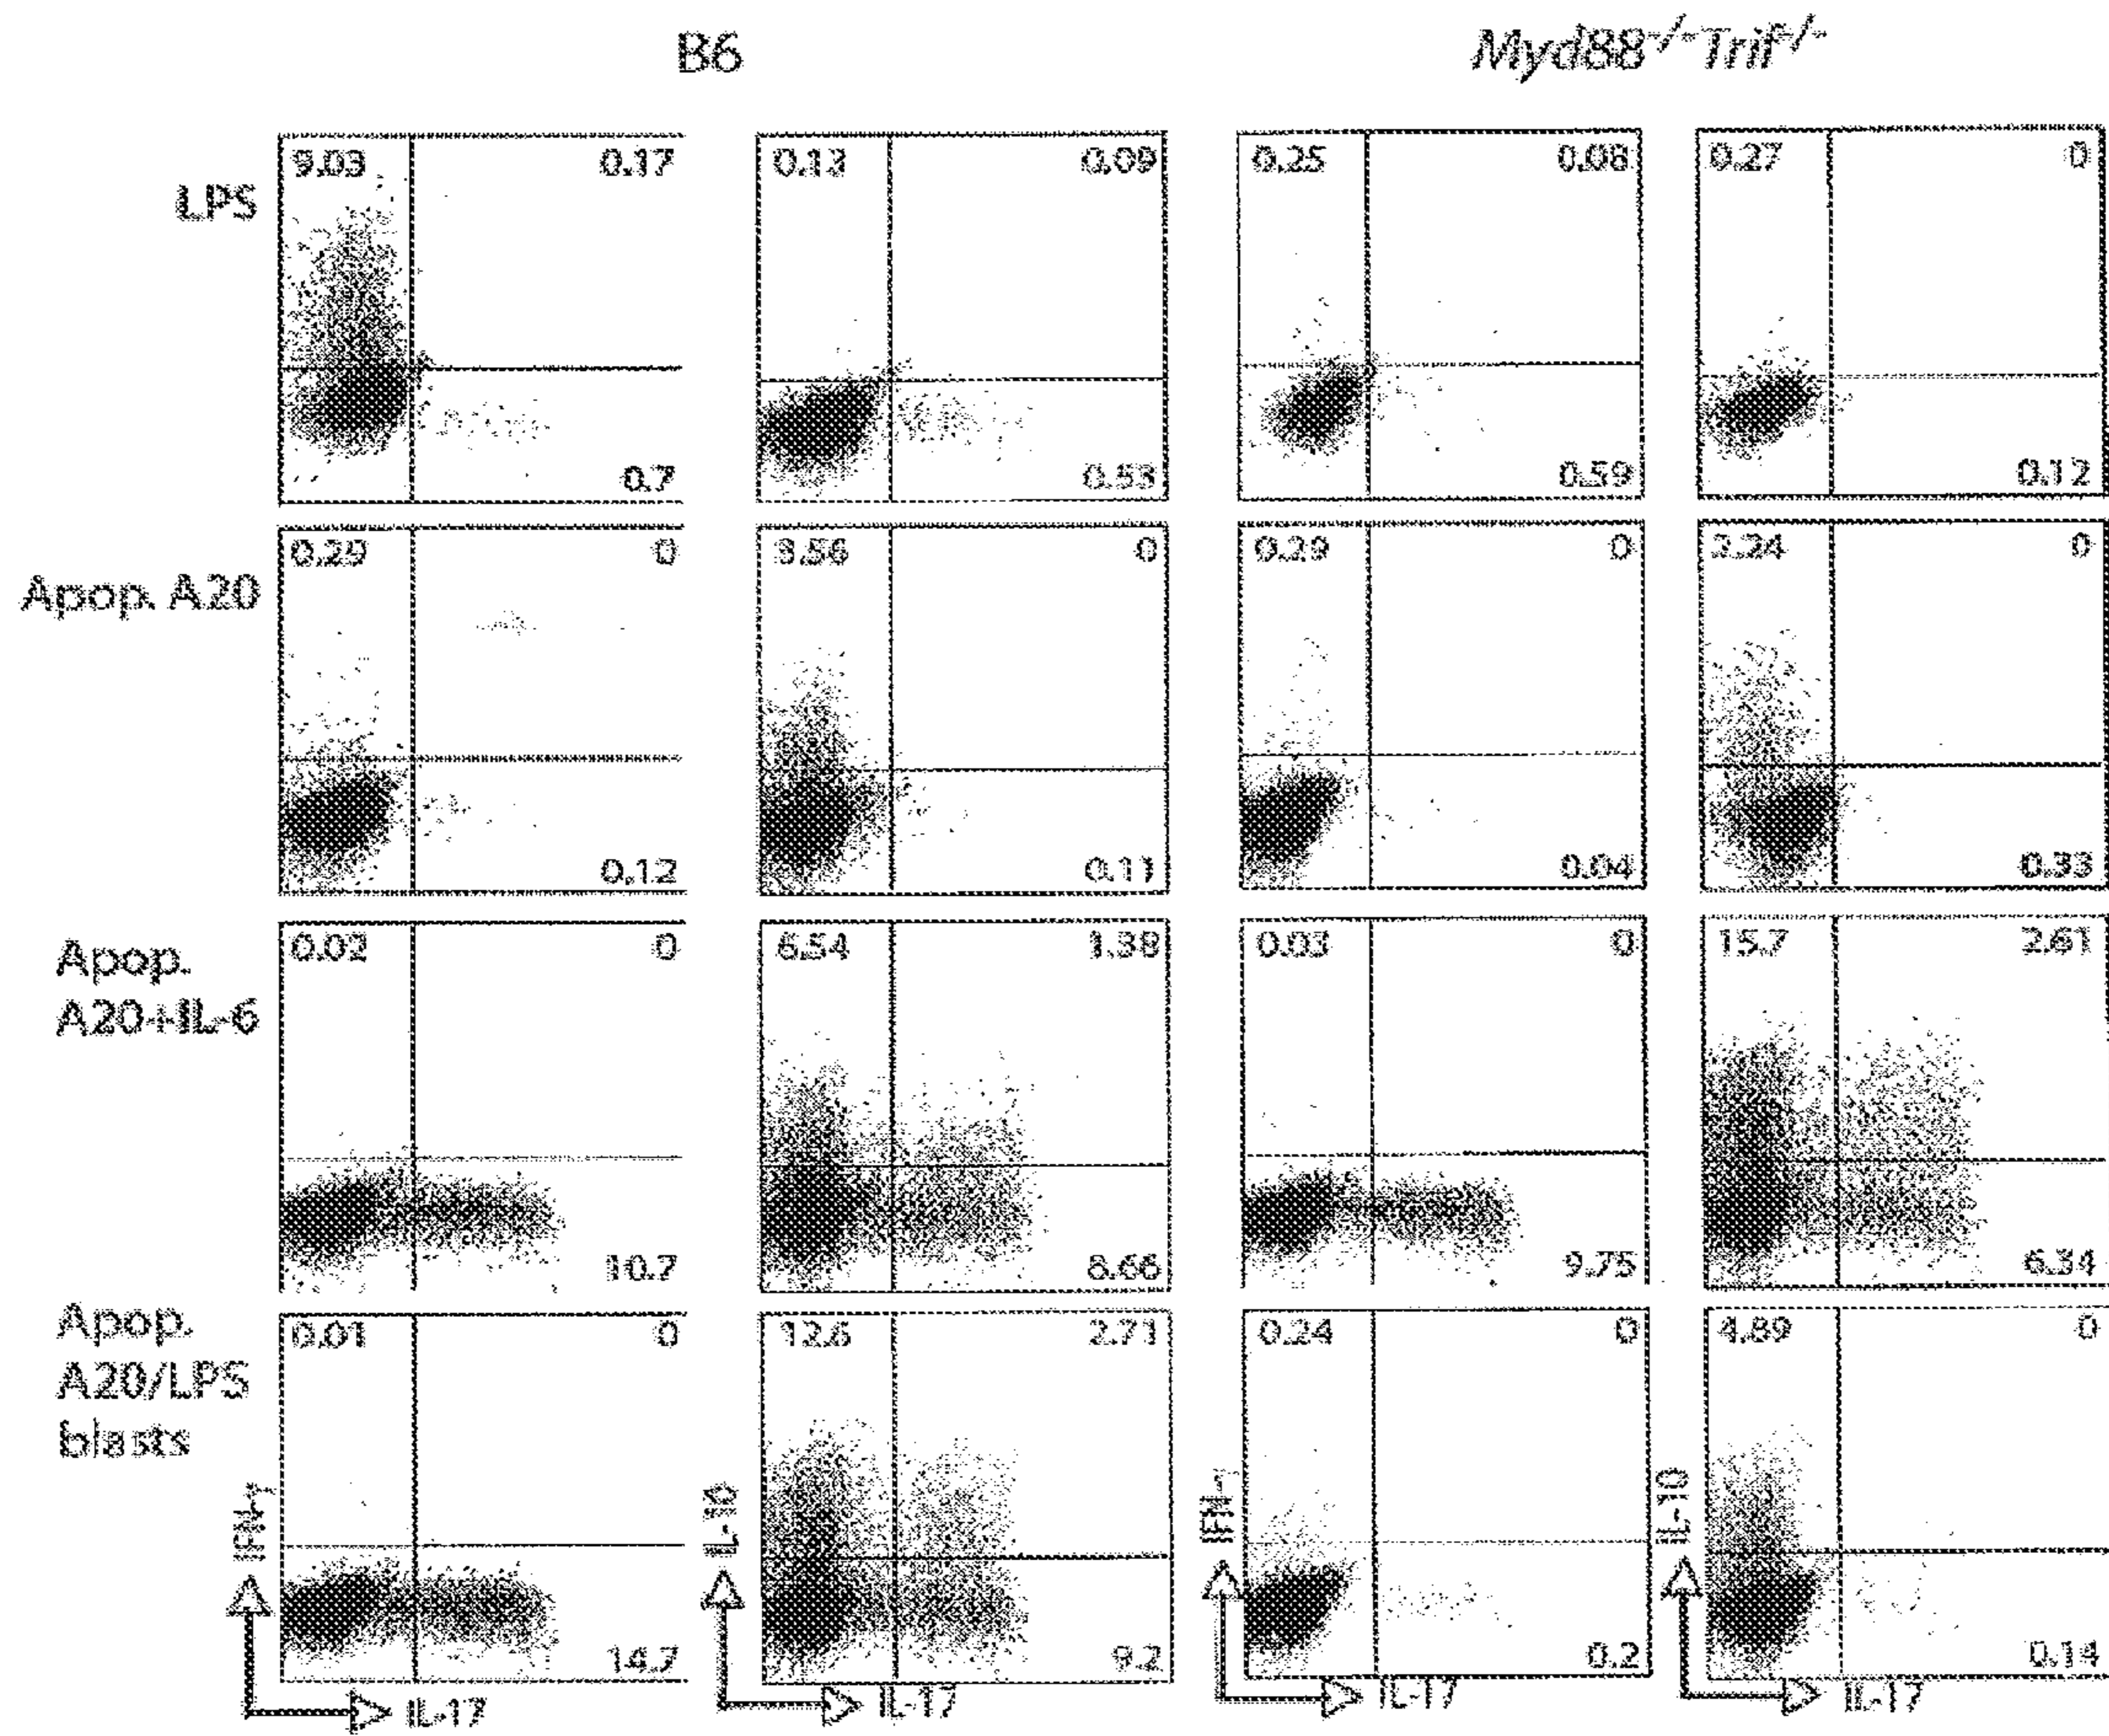 B6
Myd88-/-Trif-/-
LPS
9.03 0.17
0.7
0.13 0.09
0.53
0.25 0.08
0.59
0.27 0
0.12
Apop. A20
0.29 0
0.12
3.56 0
0.11
0.29 0
0.04
2.24 0
0.33
Apop.
A20+IL-6
0.02 0
10.7
6.54 1.38
8.66
0.03 0
9.75
15.7 2.61
6.34
Apop.
A20/LPS
blasts
0.01 0
14.7
12.6 2.71
9.2
0.24 0
0.2
4.89 0
0.14
IFN-γ
IL-17
IL-10
IL-17
IFN-γ
IL-17
IL-10
IL-17